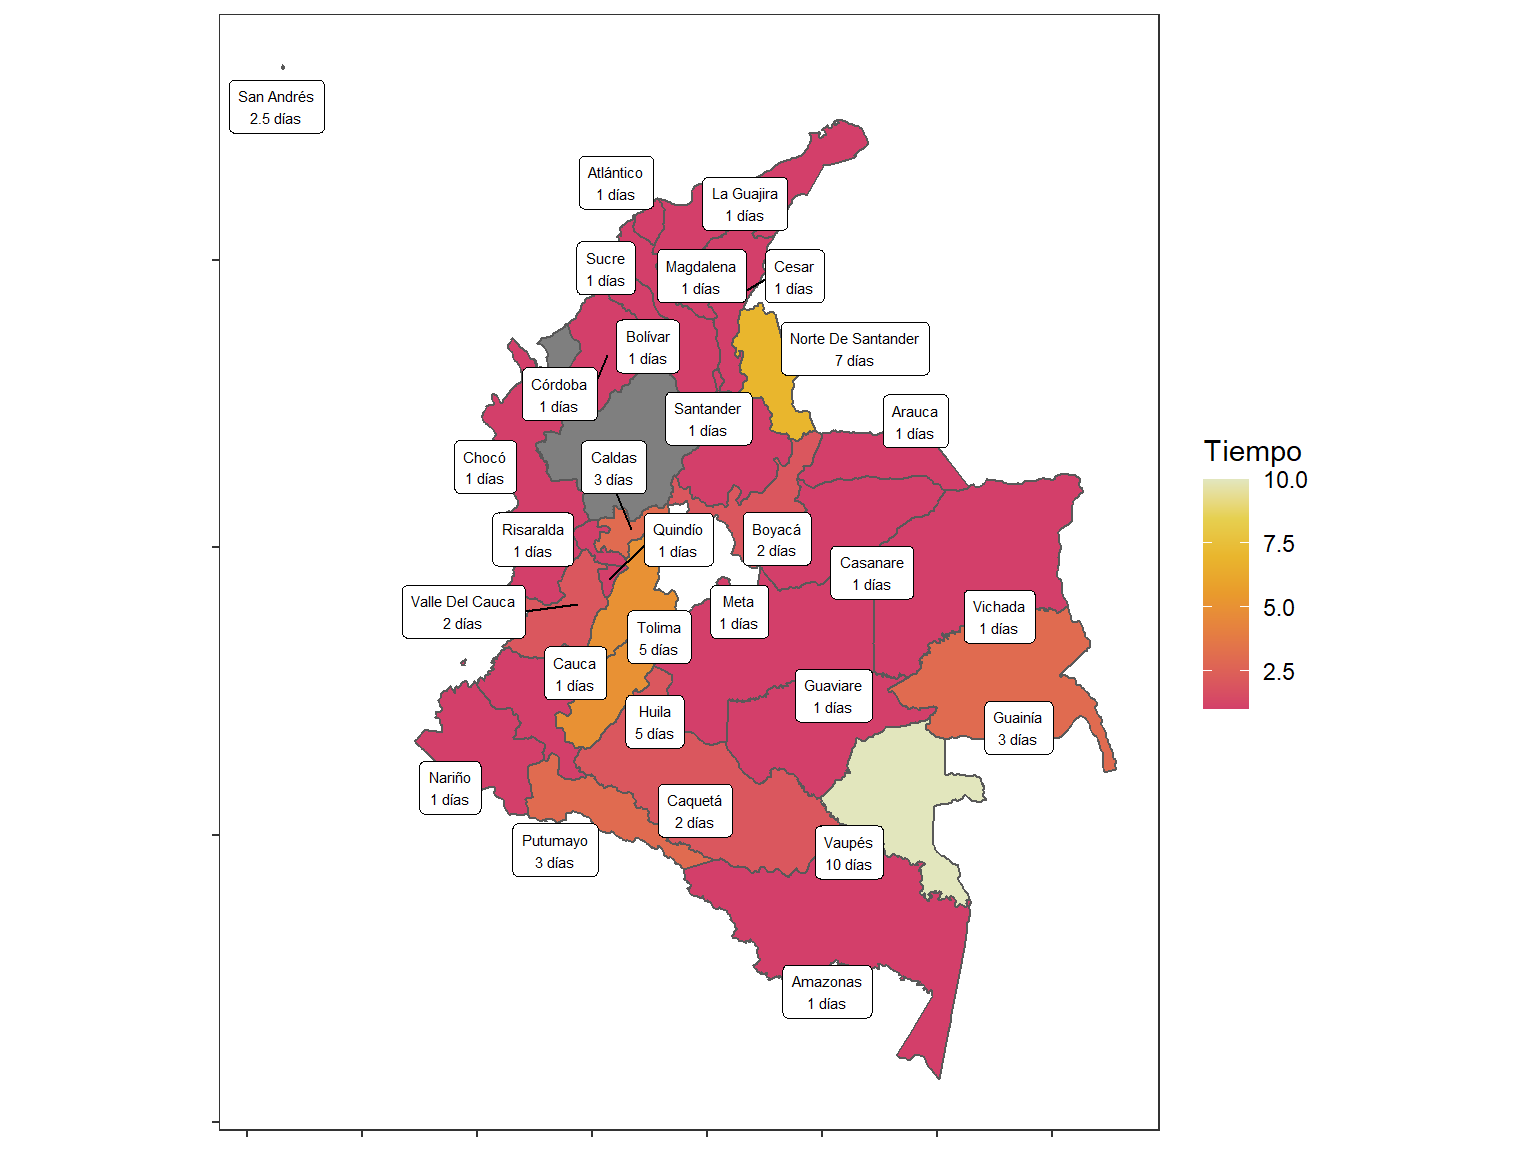 San Andrés
2.5 días
Atlántico
1 días
La Guajira
1 días
Sucre
1 días
Magdalena
1 días
Cesar
1 días
Bolívar
1 días
Norte De Santander
7 días
Córdoba
1 días
Santander
1 días
Arauca
1 días
Chocó
1 días
Caldas
3 días
Risaralda
1 días
Quindío
1 días
Boyacá
2 días
Casanare
1 días
Valle Del Cauca
2 días
Meta
1 días
Vichada
1 días
Tolima
5 días
Cauca
1 días
Guaviare
1 días
Huila
5 días
Guainía
3 días
Nariño
1 días
Caquetá
2 días
Putumayo
3 días
Vaupés
10 días
Amazonas
1 días
Tiempo
10.0
7.5
5.0
2.5